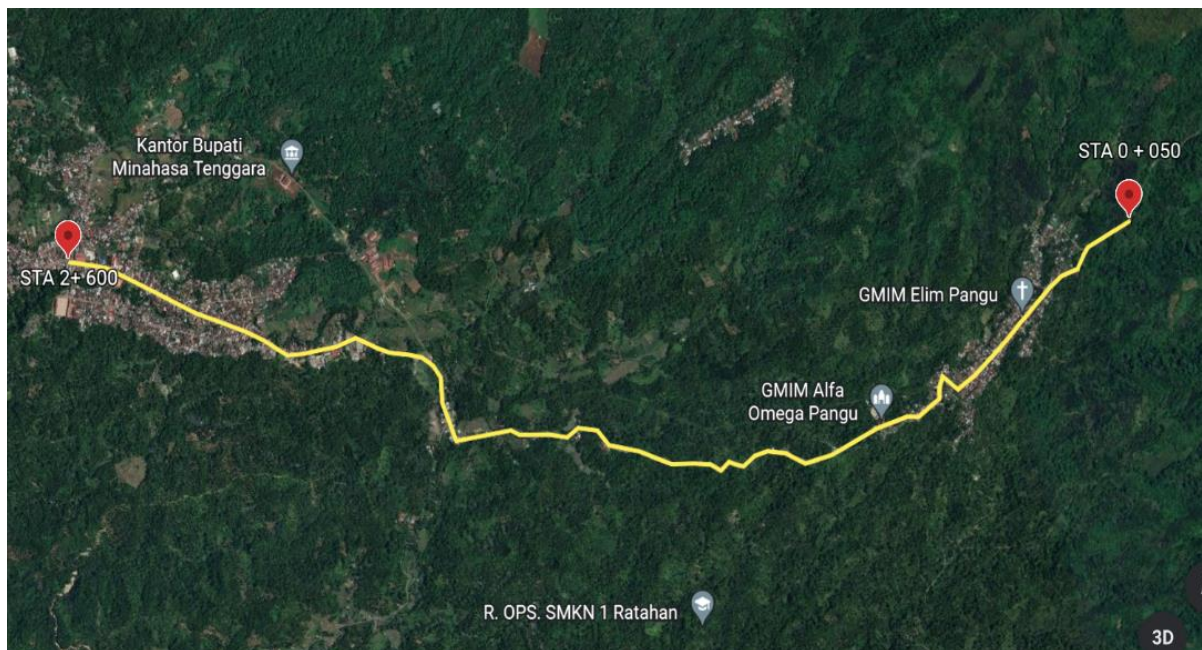 Kantor Bupati
Minahasa Tenggara
STA 0 + 050
STA 2+ 600
GMIM Elim Pangu
GMIM Alfa
Omega Pangu
R. OPS. SMKN 1 Ratahan
3D